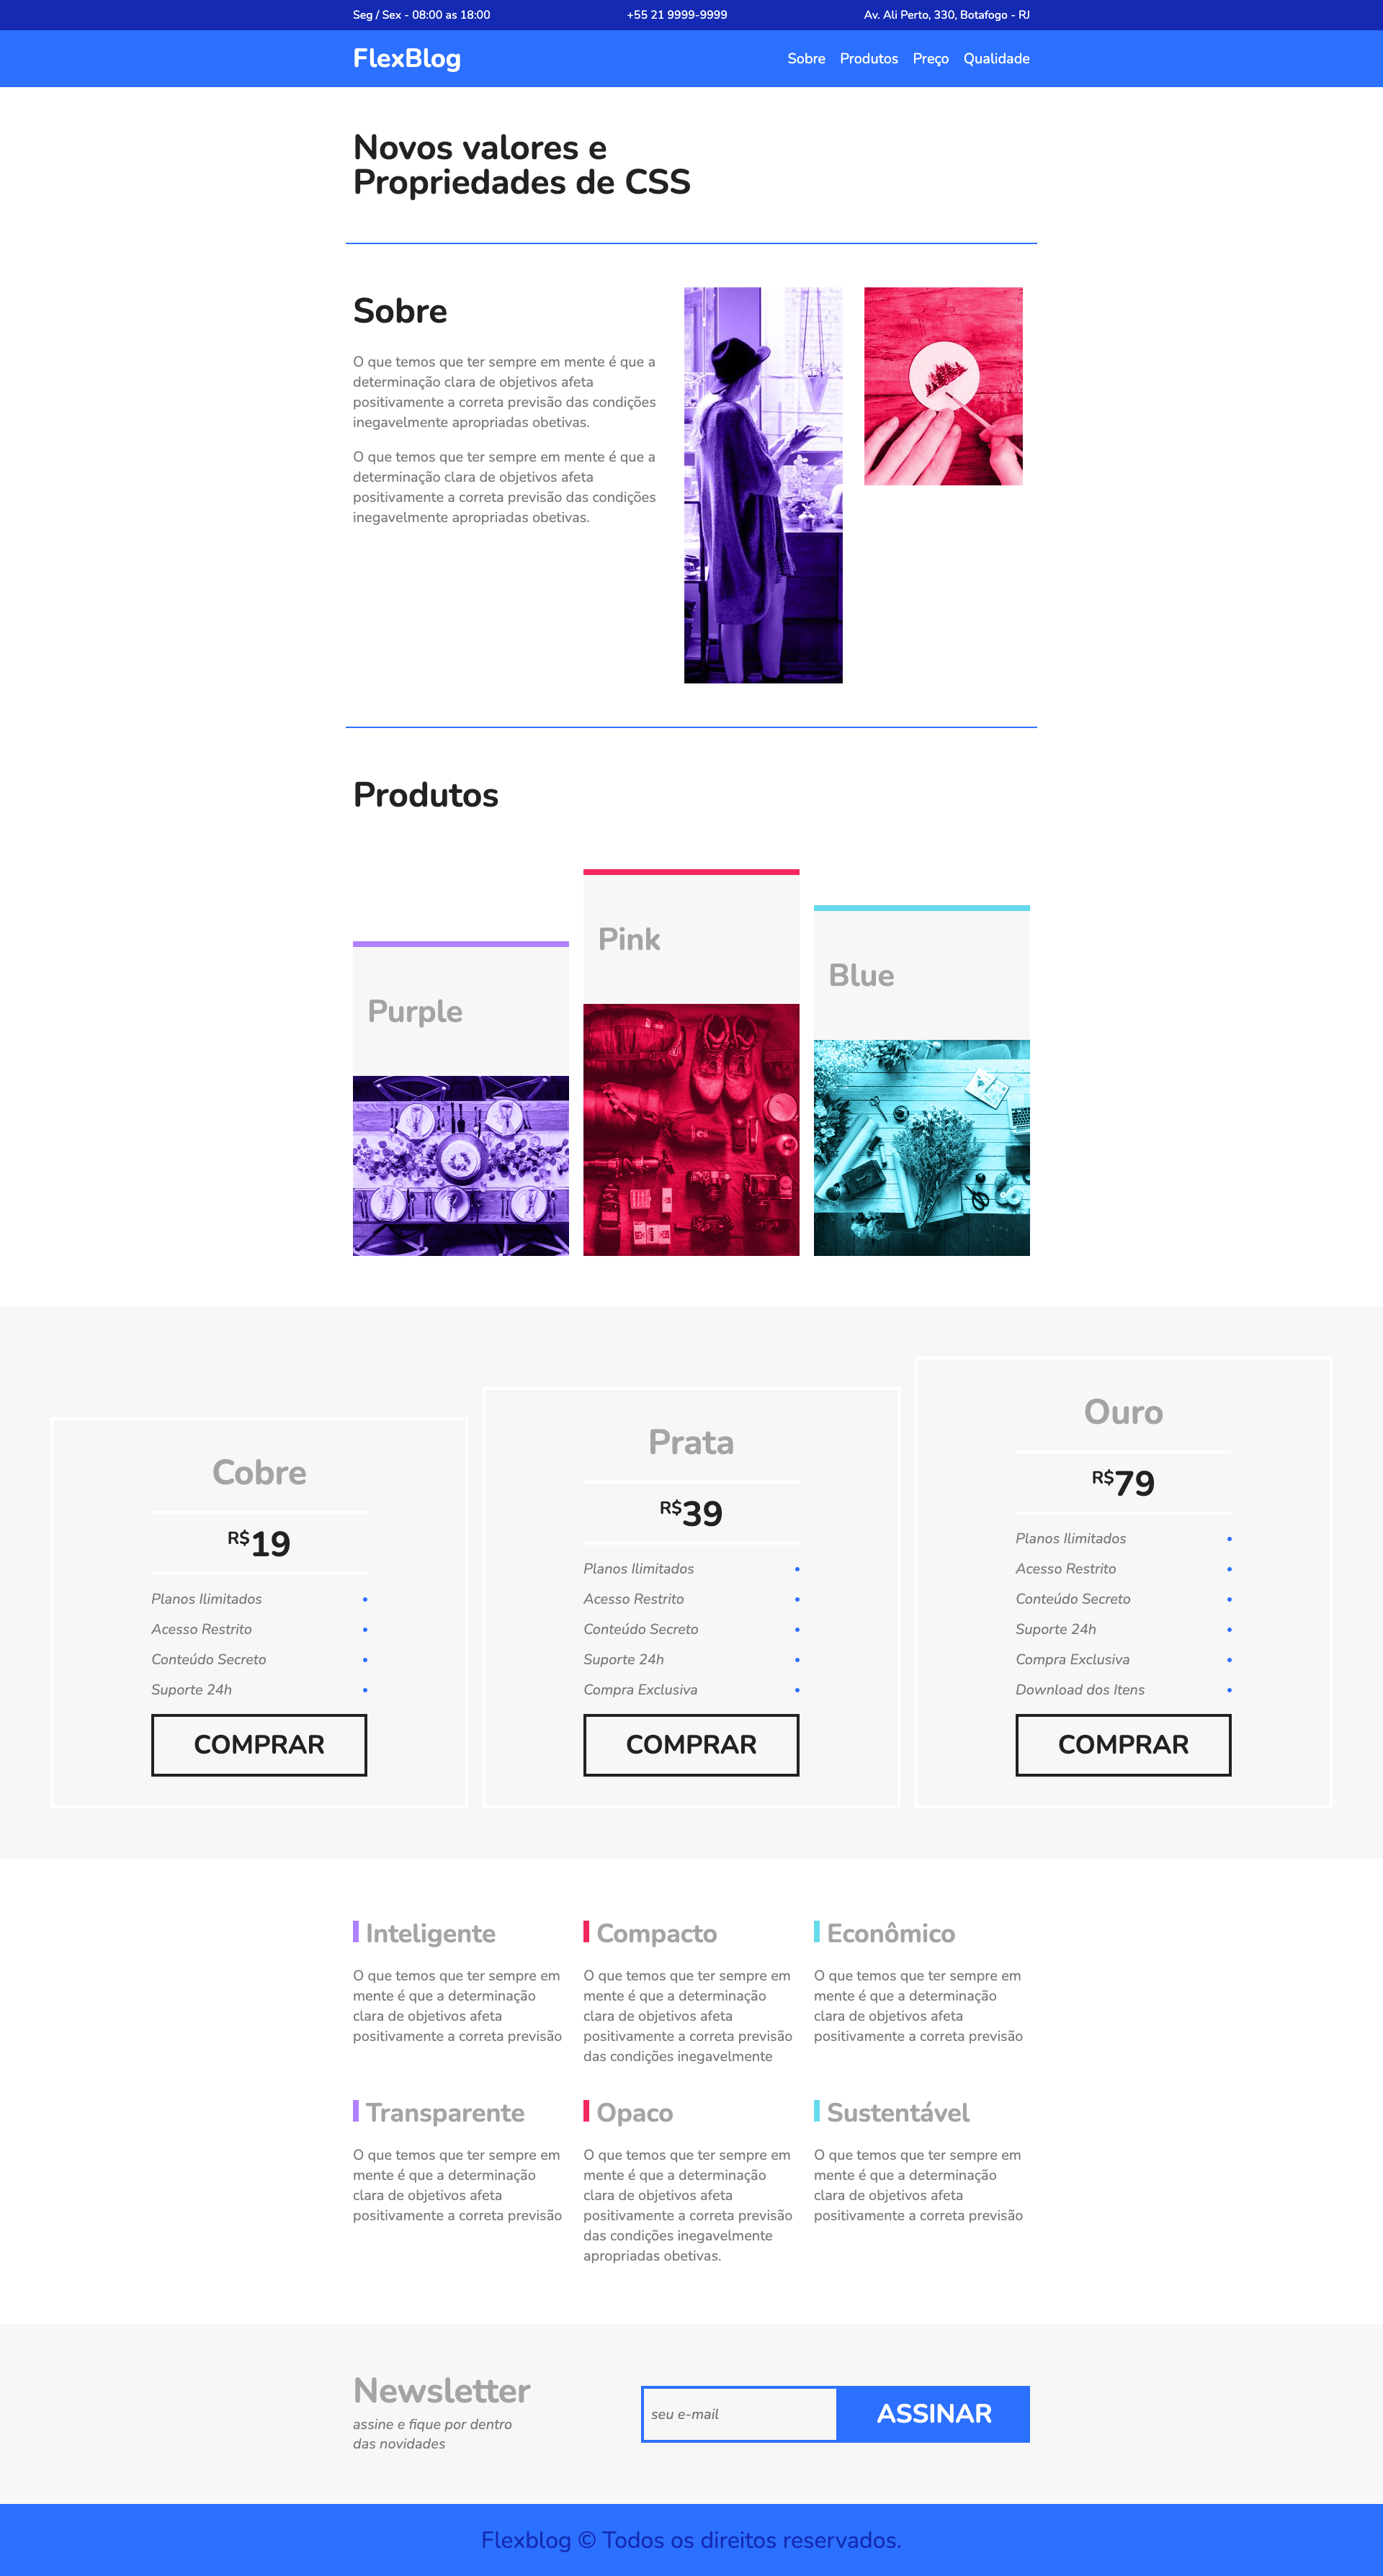 Seg / Sex - 08:00 as 18:00
+55 21 9999-9999
Av. Ali Perto, 330, Botafogo - RJ
FlexBlog
Sobre
Produtos
Preço
Qualidade
Novos valores e
Propriedades de CSS
Sobre
O que temos que ter sempre em mente é que a
determinação clara de objetivos afeta
positivamente a correta previsão das condições
inegavelmente apropriadas obetivas.
O que temos que ter sempre em mente é que a
determinação clara de objetivos afeta
positivamente a correta previsão das condições
inegavelmente apropriadas obetivas.
Produtos
Purple
Pink
Blue
Cobre
R$19
Planos Ilimitados
Acesso Restrito
Conteúdo Secreto
Suporte 24h
COMPRAR
Prata
R$39
Planos Ilimitados
Acesso Restrito
Conteúdo Secreto
Suporte 24h
Compra Exclusiva
COMPRAR
Ouro
R$79
Planos Ilimitados
Acesso Restrito
Conteúdo Secreto
Suporte 24h
Compra Exclusiva
Download dos Itens
COMPRAR
Inteligente
O que temos que ter sempre em
mente é que a determinação
clara de objetivos afeta
positivamente a correta previsão
Compacto
O que temos que ter sempre em
mente é que a determinação
clara de objetivos afeta
positivamente a correta previsão
das condições inegavelmente
Econômico
O que temos que ter sempre em
mente é que a determinação
clara de objetivos afeta
positivamente a correta previsão
Transparente
O que temos que ter sempre em
mente é que a determinação
clara de objetivos afeta
positivamente a correta previsão
Opaco
O que temos que ter sempre em
mente é que a determinação
clara de objetivos afeta
positivamente a correta previsão
das condições inegavelmente
apropriadas obetivas.
Sustentável
O que temos que ter sempre em
mente é que a determinação
clara de objetivos afeta
positivamente a correta previsão
Newsletter
assine e fique por dentro
das novidades
seu e-mail
ASSINAR
Flexblog © Todos os direitos reservados.